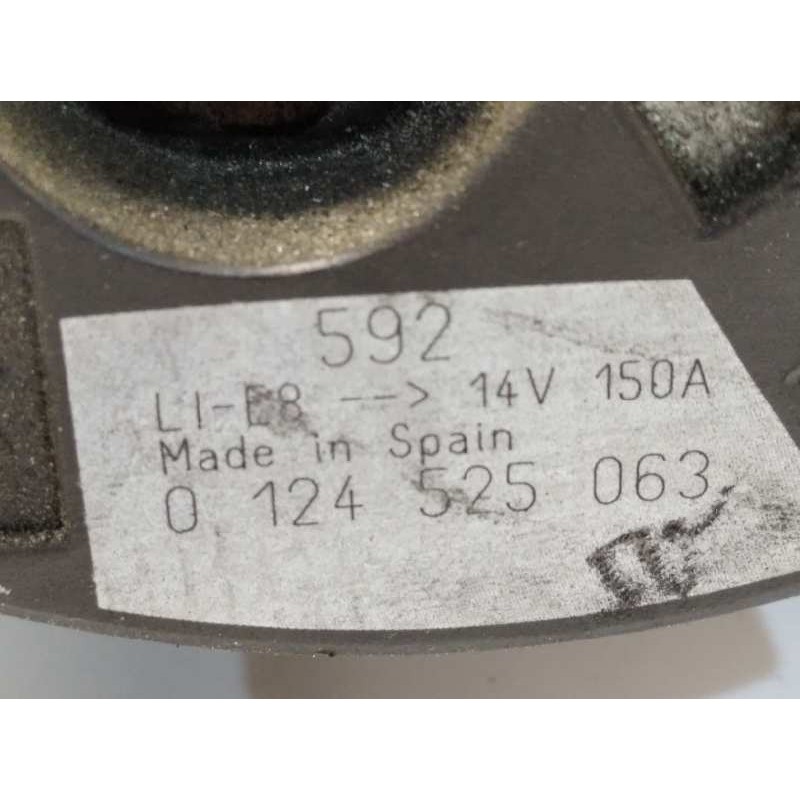 592
LI-E8 --> 14V 150A
Made in Spain
0 124 525 063